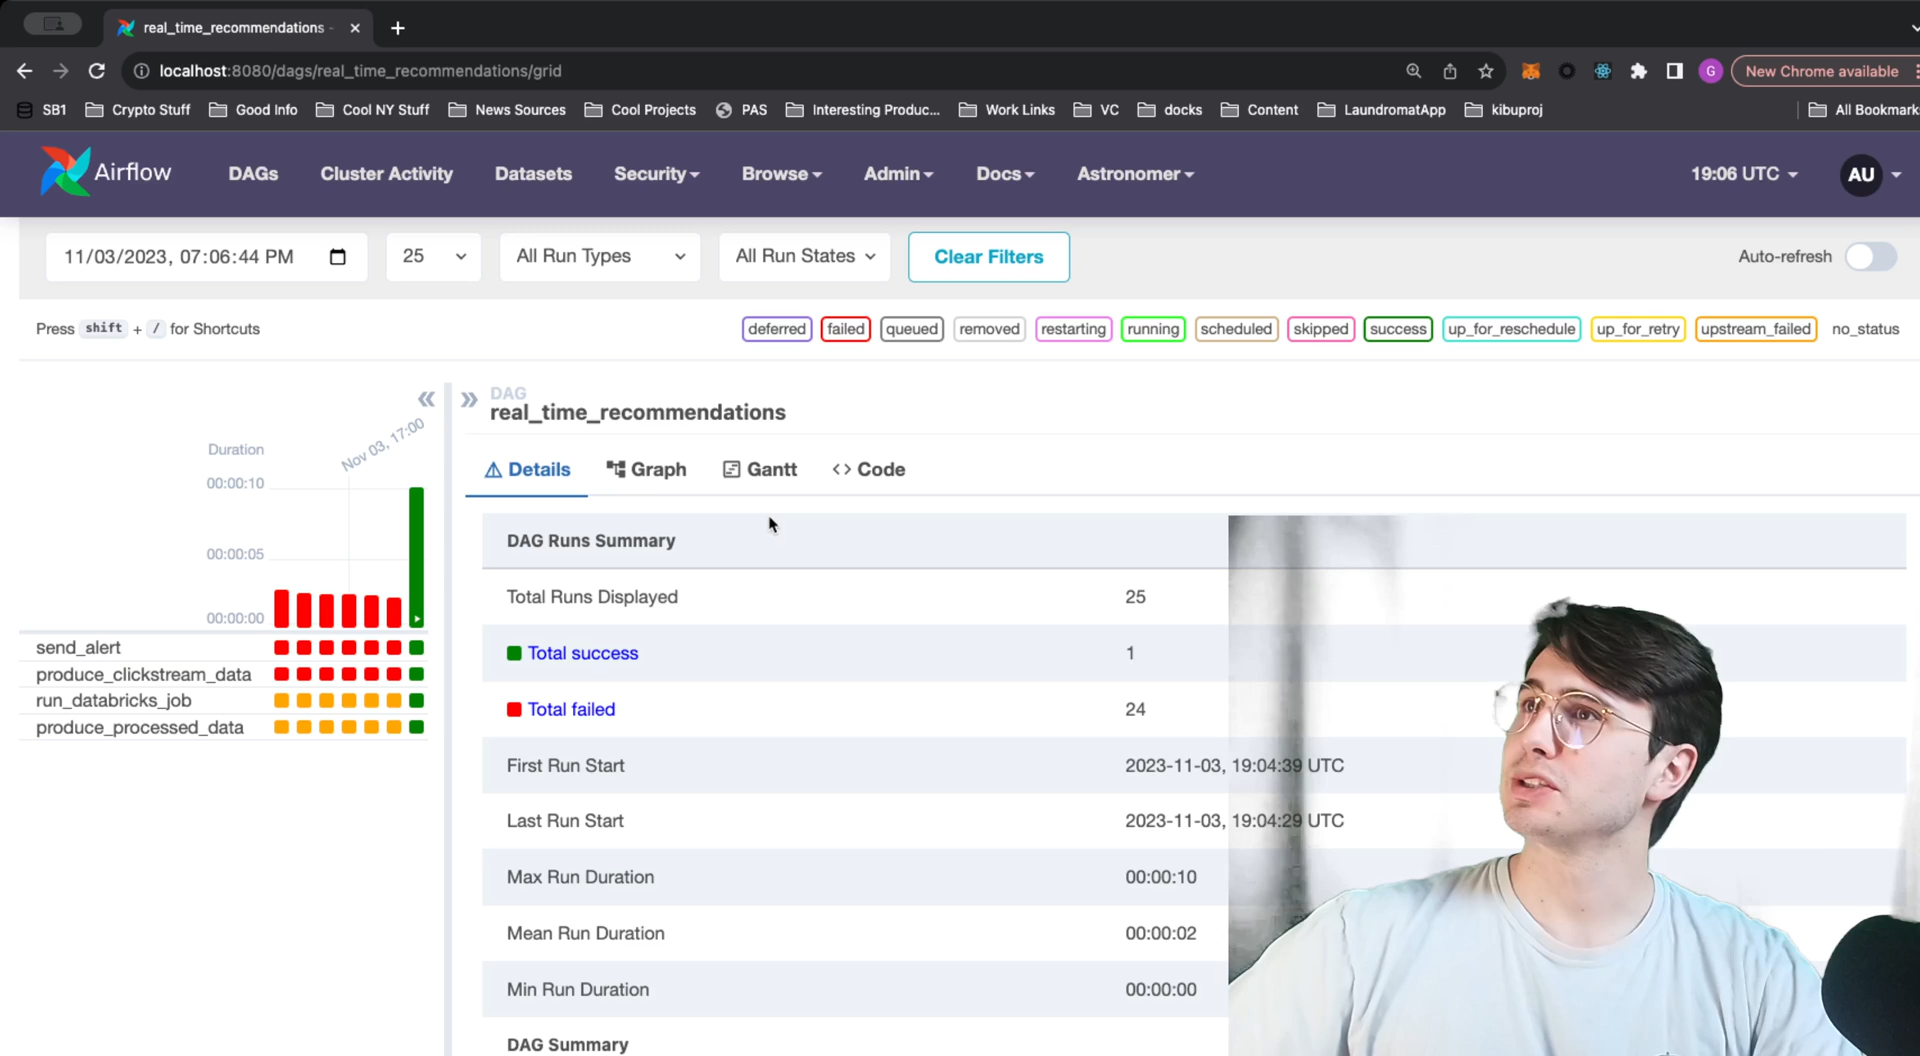 real_time_recommendations -
localhost:8080/dags/real_time_recommendations/grid
G
New Chrome available
SB1
Crypto Stuff
Good Info
Cool NY Stuff
News Sources
Cool Projects
PAS
Interesting Produc...
Work Links
VC
docks
Content
LaundromatApp
kibuproj
All Bookmarks
Airflow
DAGs
Cluster Activity
Datasets
Security
Browse
Admin
Docs
Astronomer
19:06 UTC
AU
11/03/2023, 07:06:44 PM
25
All Run Types
All Run States
Clear Filters
Auto-refresh
Press shift + / for Shortcuts
deferred
failed
queued
removed
restarting
running
scheduled
skipped
success
up_for_reschedule
up_for_retry
upstream_failed
no_status
Duration
Nov 03, 17:00
00:00:10
00:00:05
00:00:00
send_alert
produce_clickstream_data
run_databricks_job
produce_processed_data
DAG
real_time_recommendations
Details
Graph
Gantt
Code
DAG Runs Summary
Total Runs Displayed 25
Total success 1
Total failed 24
First Run Start 2023-11-03, 19:04:39 UTC
Last Run Start 2023-11-03, 19:04:29 UTC
Max Run Duration 00:00:10
Mean Run Duration 00:00:02
Min Run Duration 00:00:00
DAG Summary